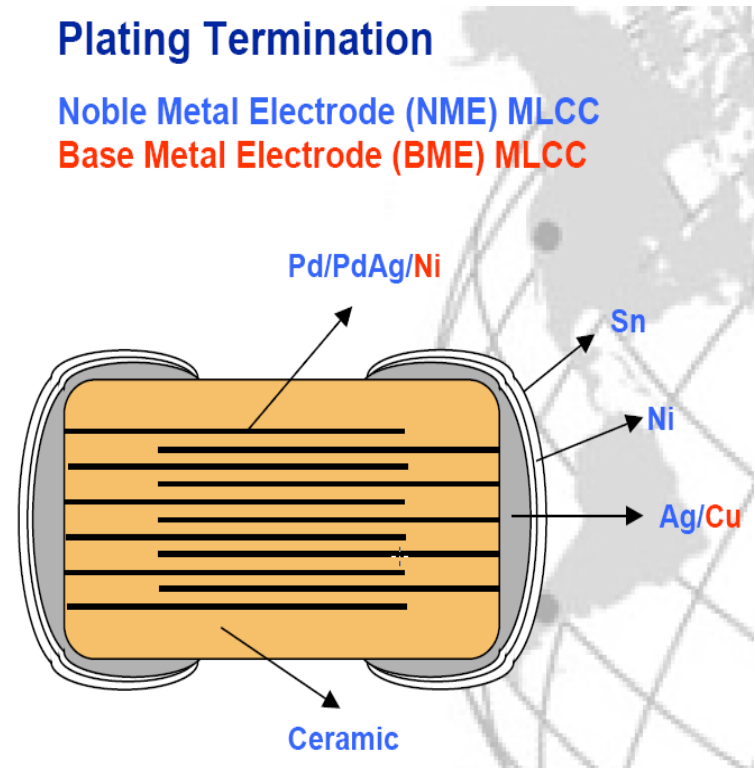 Plating Termination
Noble Metal Electrode (NME) MLCC
Base Metal Electrode (BME) MLCC
Pd/PdAg/Ni
Sn
Ni
Ag/Cu
Ceramic